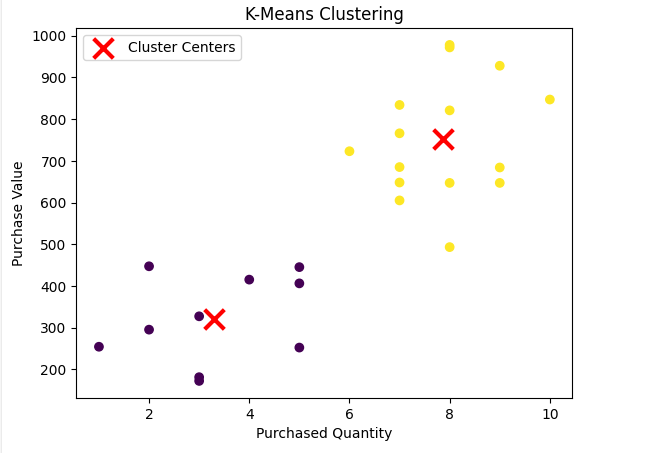 K-Means Clustering
Cluster Centers
1000
900
800
700
600
500
400
300
200
Purchase Value
2 4 6 8 10
Purchased Quantity